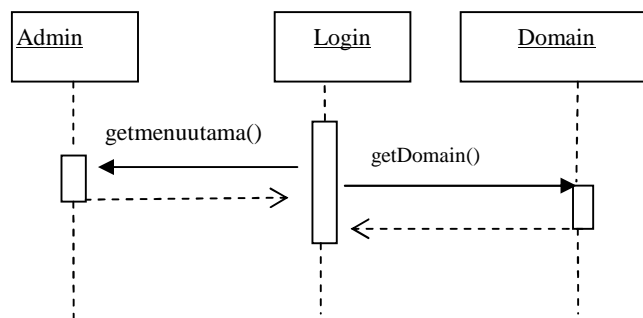 Admin
Login
Domain
getmenuutama()
getDomain()